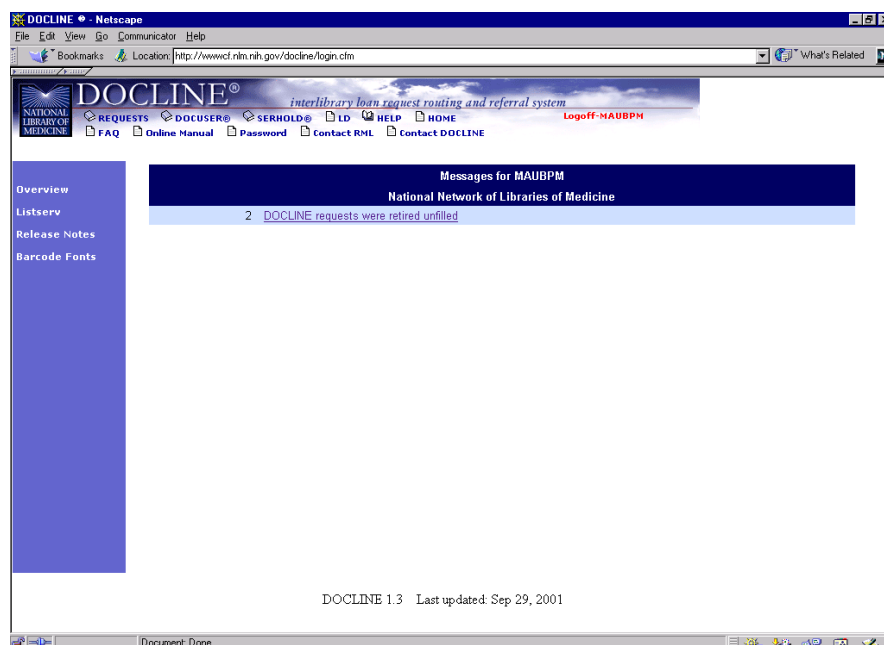 DOCLINE ® - Netscape
File Edit View Go Communicator Help
Bookmarks Location: http://wwwcf.nlm.nih.gov/docline/login.cfm What's Related
DOCLINE®
interlibrary loan request routing and referral system
NATIONAL LIBRARY OF MEDICINE
REQUESTS DOCUSER® SERHOLD® LD HELP HOME Logoff-MAUBPM
FAQ Online Manual Password Contact RML Contact DOCLINE
Overview
Listserv
Release Notes
Barcode Fonts
Messages for MAUBPM
National Network of Libraries of Medicine
2 DOCLINE requests were retired unfilled
DOCLINE 1.3 Last updated: Sep 29, 2001
Document: Done